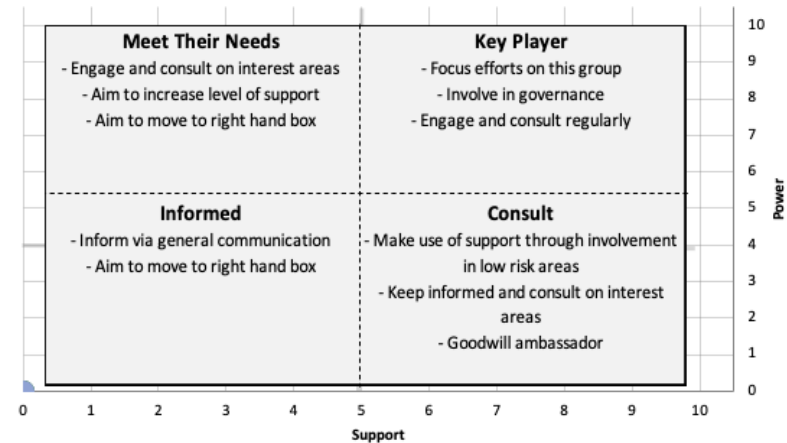 Meet Their Needs
- Engage and consult on interest areas
- Aim to increase level of support
- Aim to move to right hand box
Key Player
- Focus efforts on this group
- Involve in governance
- Engage and consult regularly
Informed
- Inform via general communication
- Aim to move to right hand box
Consult
- Make use of support through involvement
in low risk areas
- Keep informed and consult on interest
areas
- Goodwill ambassador
10
9
8
7
6
5
4
3
2
1
0
Power
0 1 2 3 4 5 6 7 8 9 10
Support